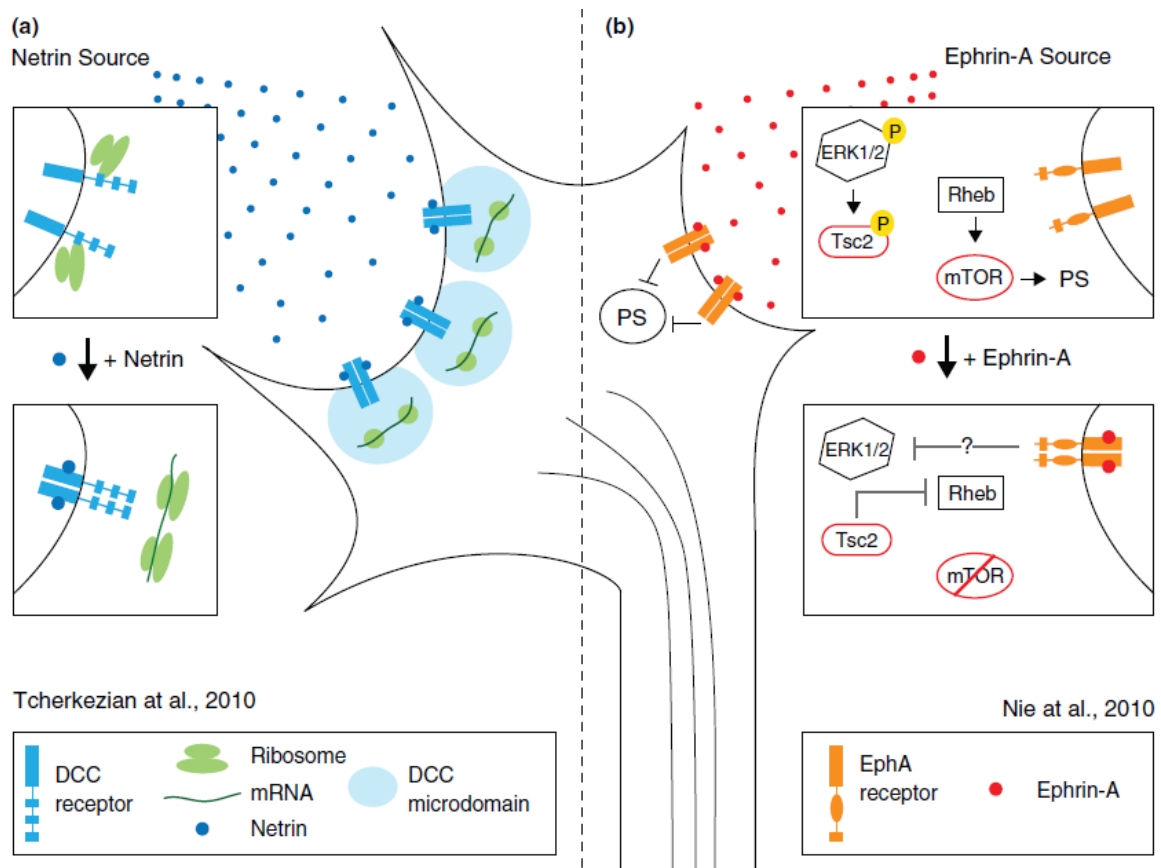 (a)
Netrin Source
+ Netrin
Tcherkezian at al., 2010
DCC
receptor
Ribosome
mRNA
Netrin
DCC
microdomain
(b)
Ephrin-A Source
PS
P
ERK1/2
P
Tsc2
Rheb
mTOR
PS
+ Ephrin-A
ERK1/2
?
Rheb
Tsc2
mTOR
Nie at al., 2010
EphA
receptor
Ephrin-A